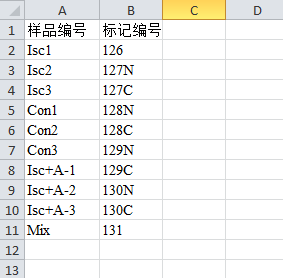 A B C D
1 样品编号 标记编号
2 Isc1 126
3 Isc2 127N
4 Isc3 127C
5 Con1 128N
6 Con2 128C
7 Con3 129N
8 Isc+A-1 129C
9 Isc+A-2 130N
10 Isc+A-3 130C
11 Mix 131
12
13